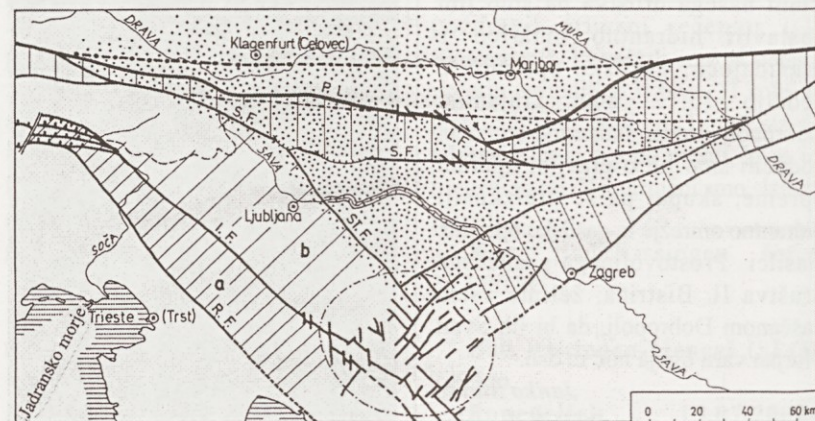 DRAVA
MURA
Klagenfurt (Celovec)
Maribor
P.
L.
S.F.
S.F.
SAVA
DRAVA
Ljubljana
I.F.
St.F.
b
SOČA
a
Zagreb
R.F.
Trieste (Trst)
Jadransko morje
SAVA
0 20 40 60 km